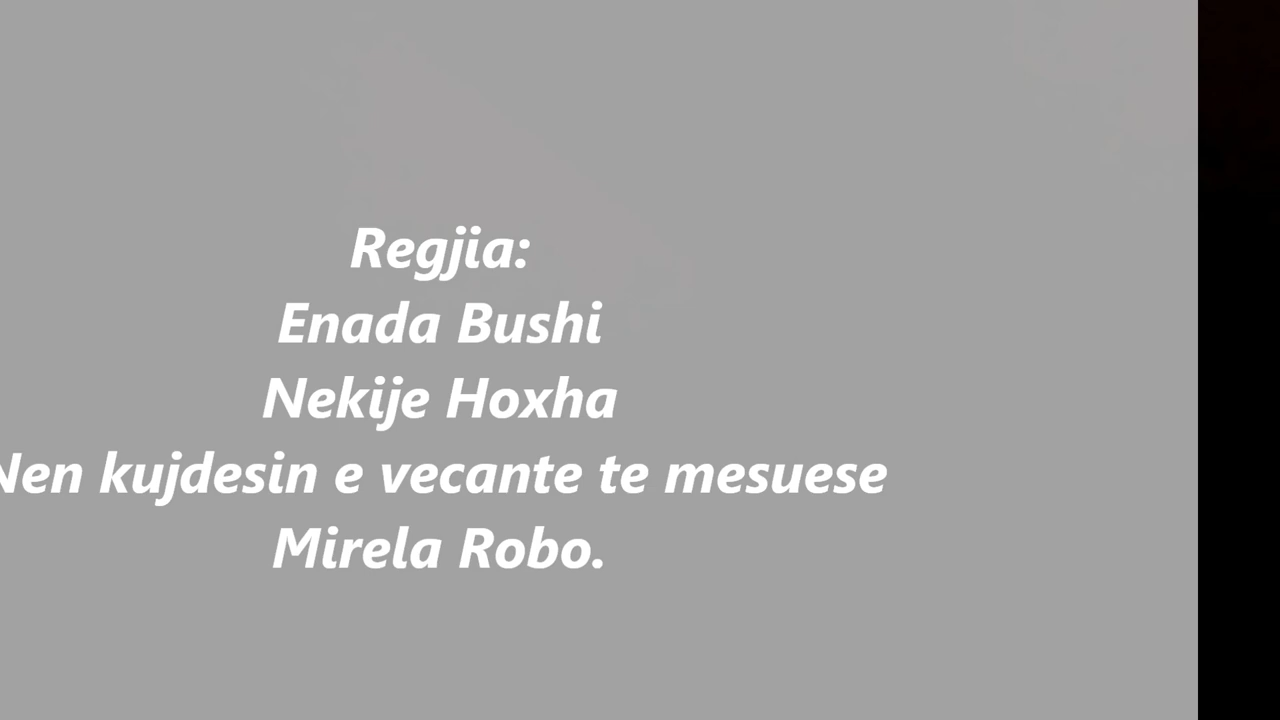 Regjia:
Enada Bushi
Nekije Hoxha
Nen kujdesin e vecante te mesuese
Mirela Robo.